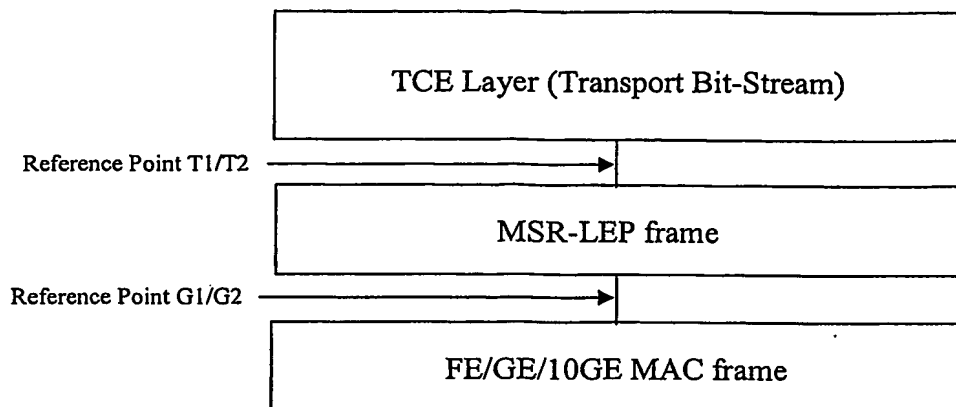 TCE Layer (Transport Bit-Stream)
Reference Point T1/T2
MSR-LEP frame
Reference Point G1/G2
FE/GE/10GE MAC frame